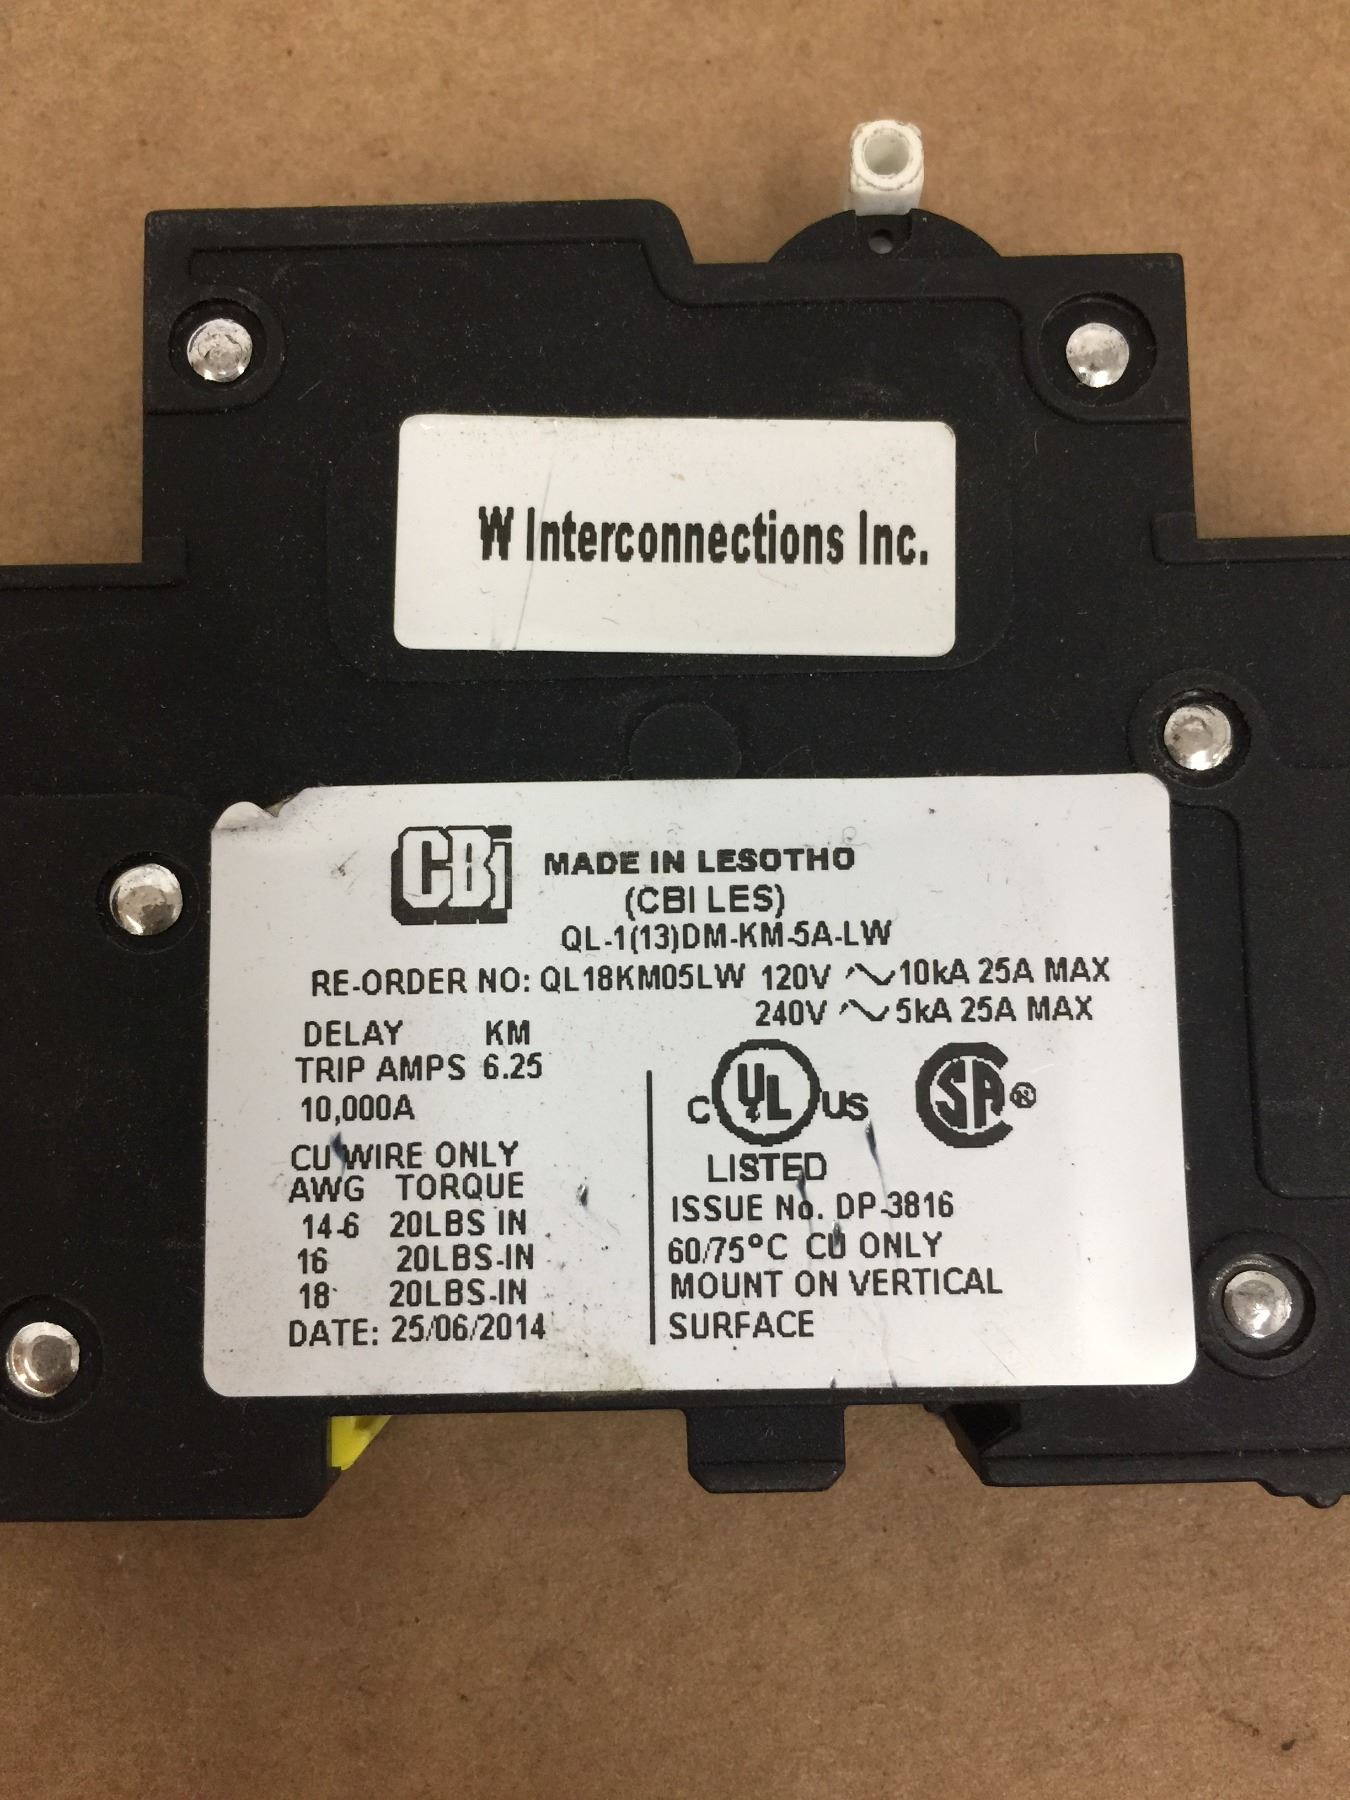 W Interconnections Inc.
CBi MADE IN LESOTHO
(CBI LES)
QL-1(13)DM-KM-5A-LW
RE-ORDER NO: QL18KM05LW 120V ∿ 10kA 25A MAX
240V ∿ 5kA 25A MAX
DELAY KM
TRIP AMPS 6.25
10,000A
CU WIRE ONLY
AWG TORQUE
14-6 20LBS IN
16 20LBS-IN
18 20LBS-IN
DATE: 25/06/2014
C UL US
LISTED
SA ®
ISSUE No. DP-3816
60/75°C CU ONLY
MOUNT ON VERTICAL
SURFACE